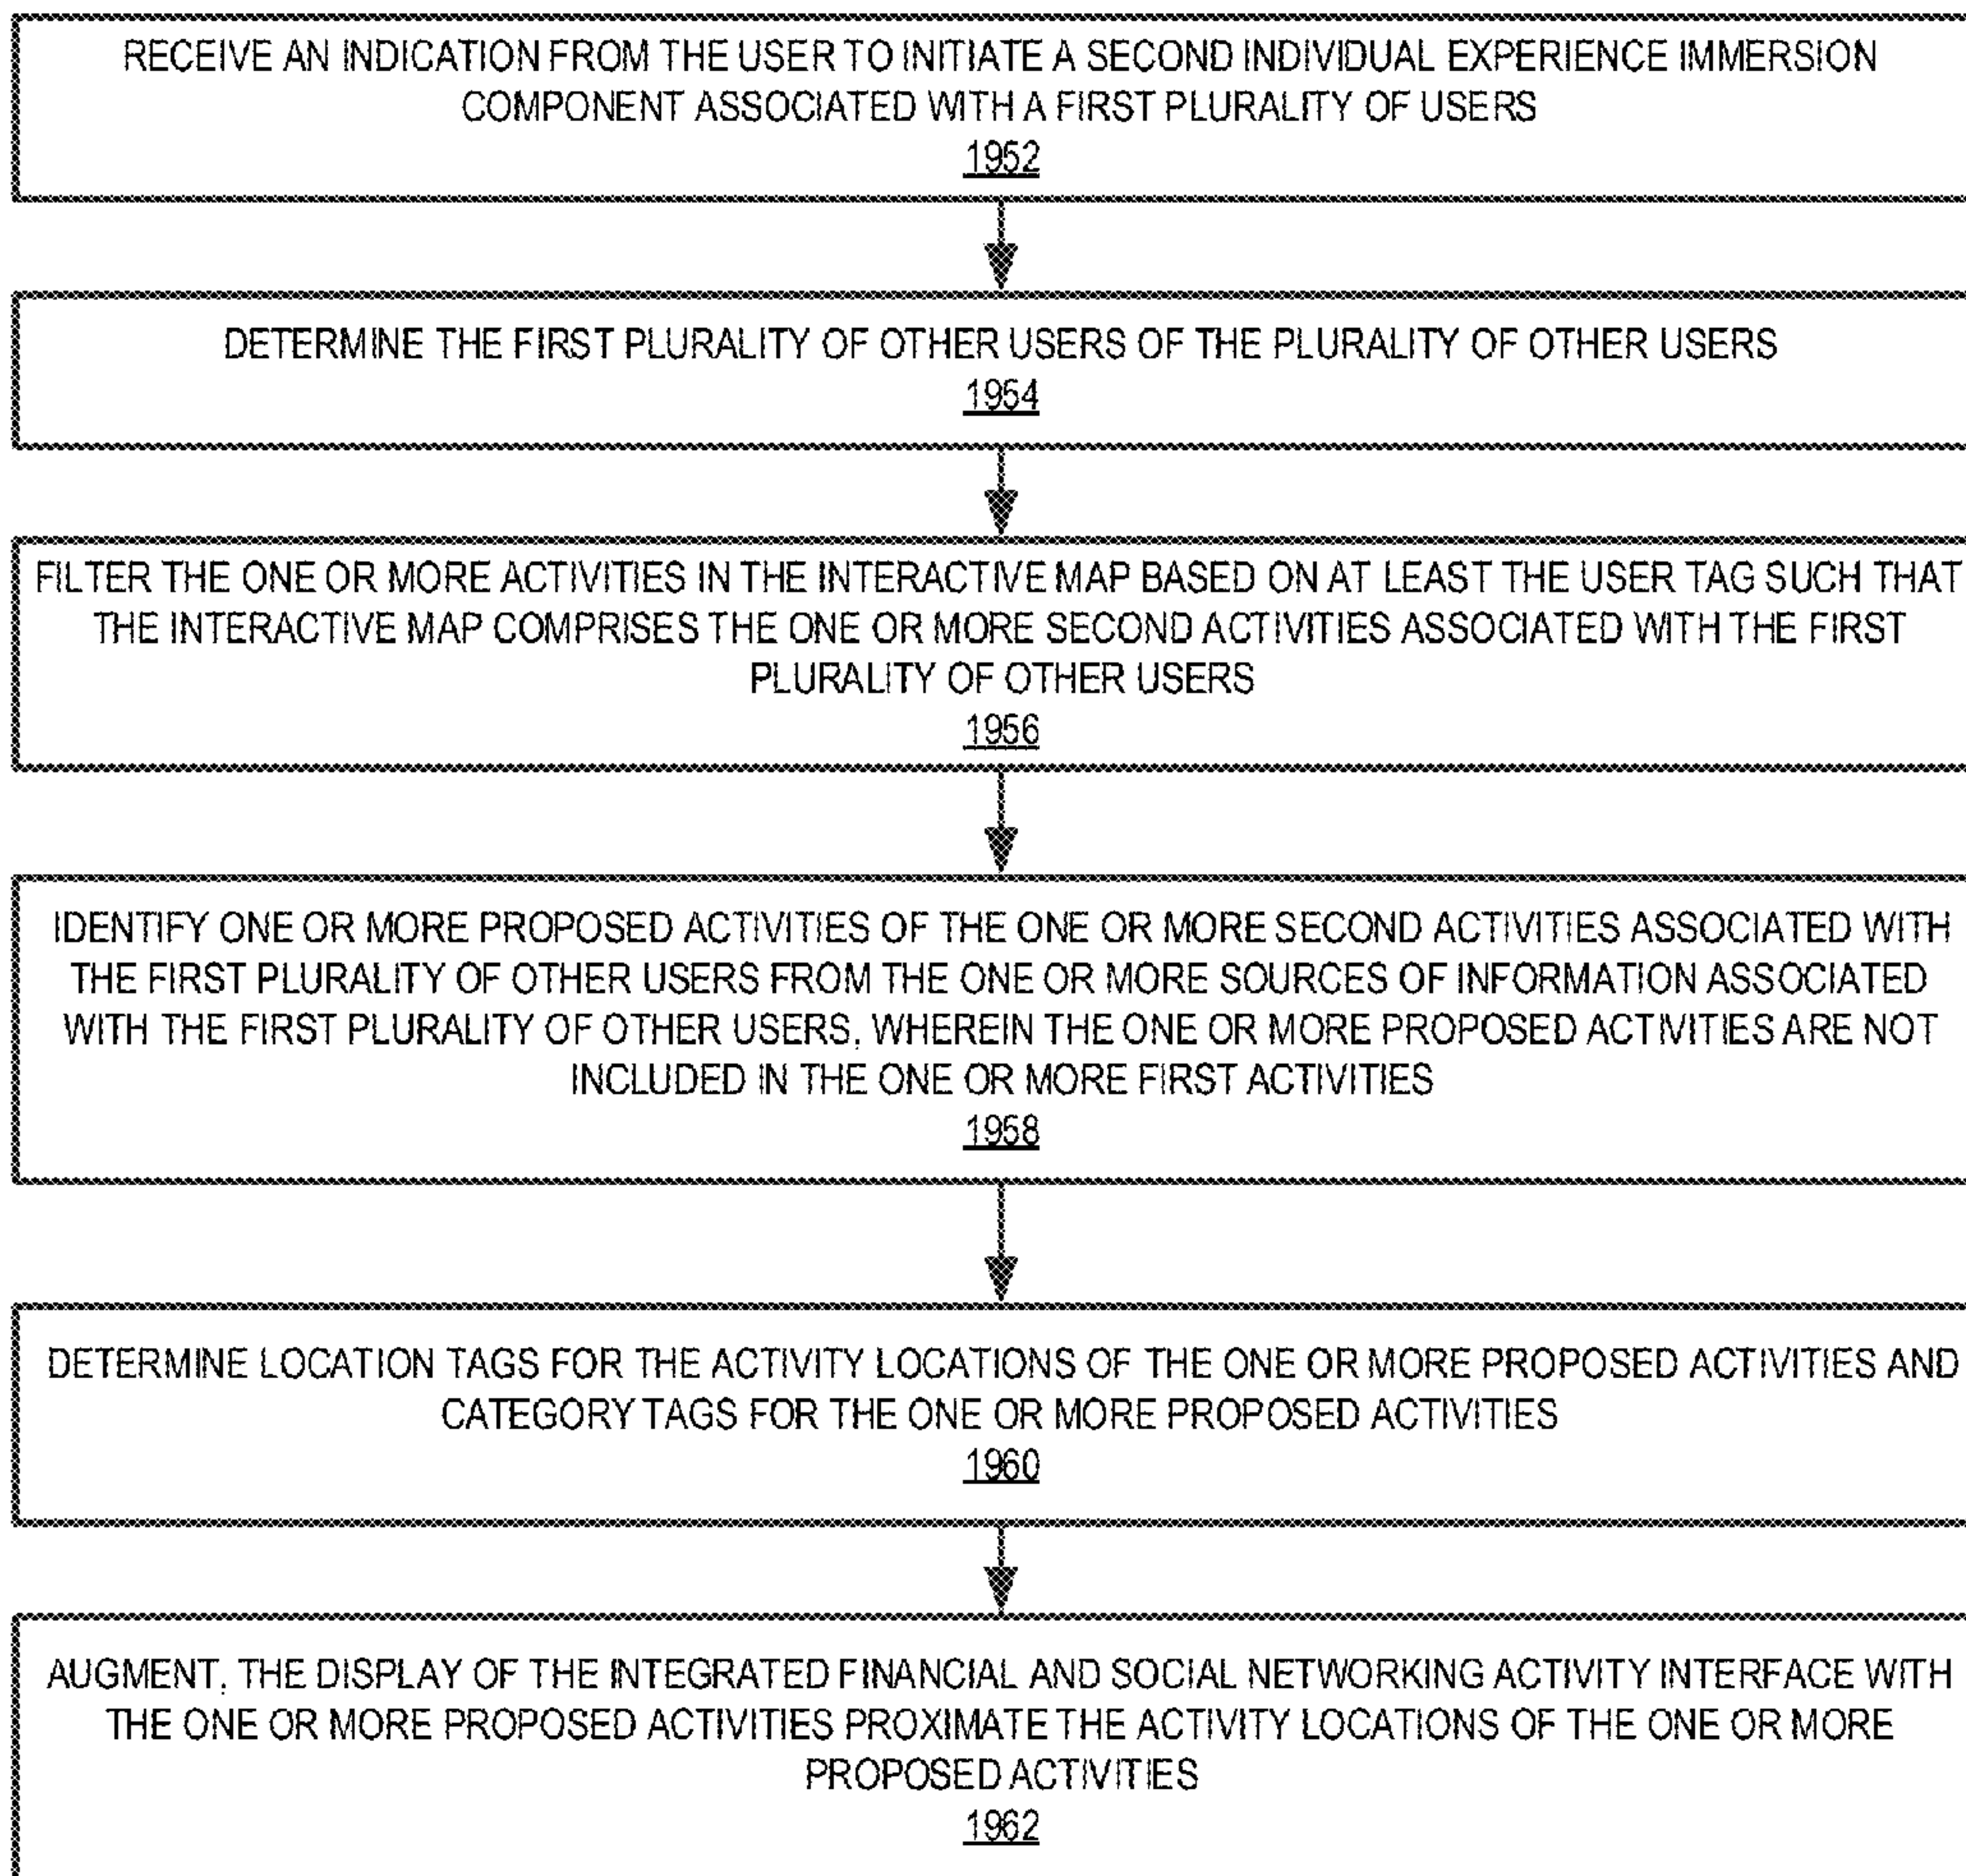 RECEIVE AN INDICATION FROM THE USER TO INITIATE A SECOND INDIVIDUAL EXPERIENCE IMMERSION
COMPONENT ASSOCIATED WITH A FIRST PLURALITY OF USERS
1952
DETERMINE THE FIRST PLURALITY OF OTHER USERS OF THE PLURALITY OF OTHER USERS
1954
FILTER THE ONE OR MORE ACTIVITIES IN THE INTERACTIVE MAP BASED ON AT LEAST THE USER TAG SUCH THAT
THE INTERACTIVE MAP COMPRISES THE ONE OR MORE SECOND ACTIVITIES ASSOCIATED WITH THE FIRST
PLURALITY OF OTHER USERS
1956
IDENTIFY ONE OR MORE PROPOSED ACTIVITIES OF THE ONE OR MORE SECOND ACTIVITIES ASSOCIATED WITH
THE FIRST PLURALITY OF OTHER USERS FROM THE ONE OR MORE SOURCES OF INFORMATION ASSOCIATED
WITH THE FIRST PLURALITY OF OTHER USERS, WHEREIN THE ONE OR MORE PROPOSED ACTIVITIES ARE NOT
INCLUDED IN THE ONE OR MORE FIRST ACTIVITIES
1958
DETERMINE LOCATION TAGS FOR THE ACTIVITY LOCATIONS OF THE ONE OR MORE PROPOSED ACTIVITIES AND
CATEGORY TAGS FOR THE ONE OR MORE PROPOSED ACTIVITIES
1960
AUGMENT, THE DISPLAY OF THE INTEGRATED FINANCIAL AND SOCIAL NETWORKING ACTIVITY INTERFACE WITH
THE ONE OR MORE PROPOSED ACTIVITIES PROXIMATE THE ACTIVITY LOCATIONS OF THE ONE OR MORE
PROPOSED ACTIVITIES
1962